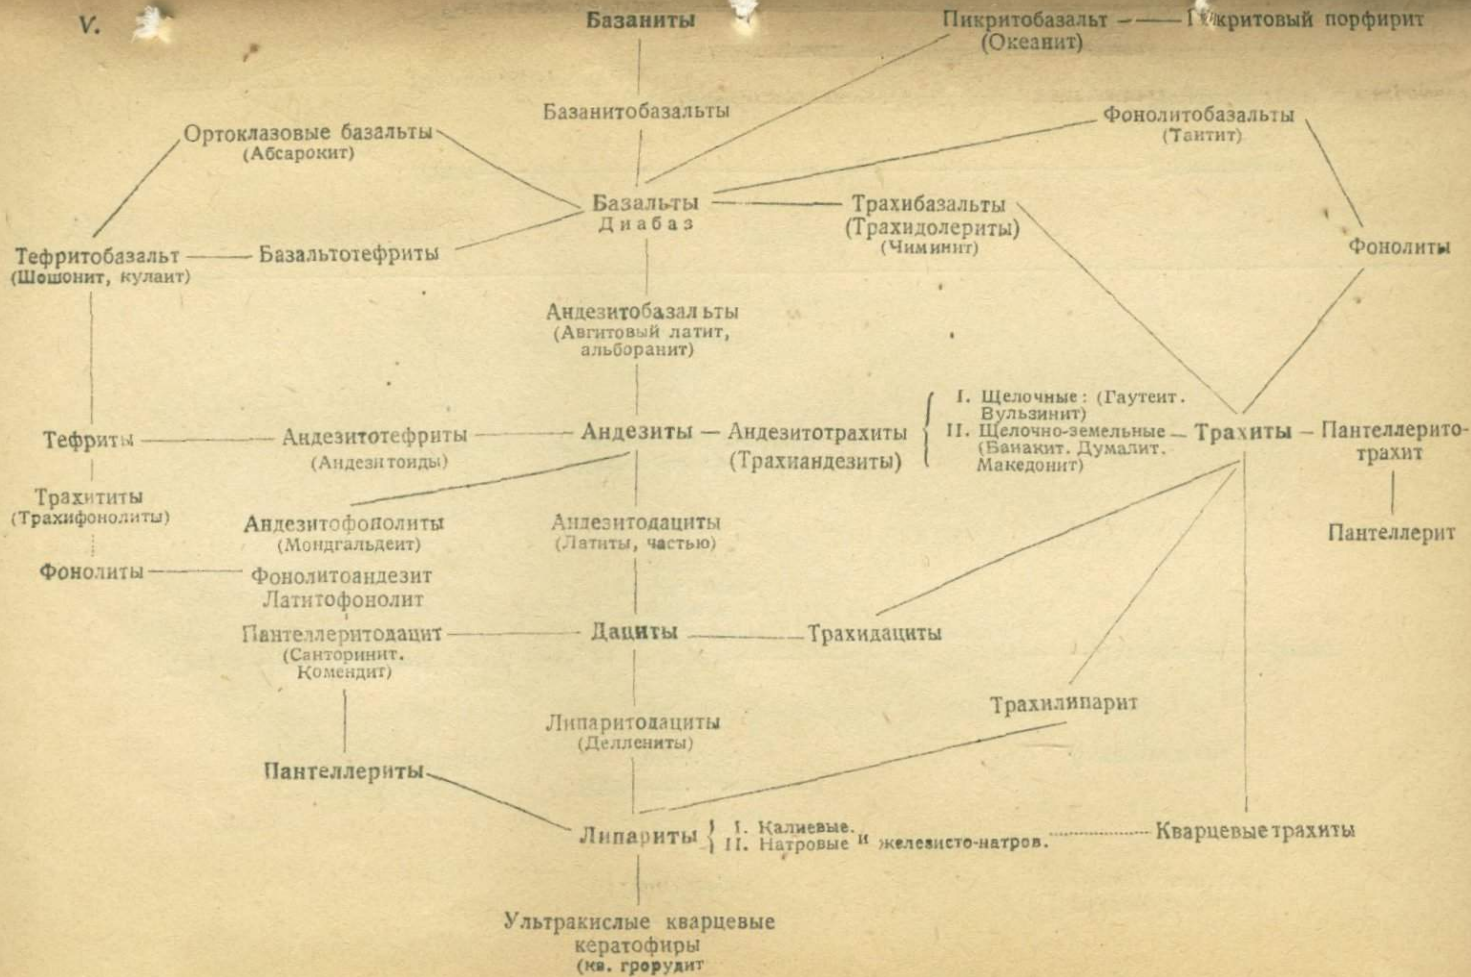 V.
Базаниты
Пикритобазальт
(Океанит)
порфирит
Базанитобазальты
Ортоклазовые базальты
(Абсарокит)
Фонолитобазальты
(Таитит)
Базальты
Диабаз
Трахибазальты
(Трахидолериты)
(Чиминит)
Тефритобазальт
(Шошонит, кулаит)
Базальтотефриты
Фонолиты
Андезитобазальты
(Авгитовый латит,
альборанит)
Тефриты
Андезитотефриты
(Андезитоиды)
Андезиты
Андезитотрахиты
(Трахиандезиты)
I. Щелочные: (Гаутеит.
Вульзинит)
II. Щелочно-земельные
(Банакит. Думалит.
Македонит)
Трахиты
Пантеллерито-
трахит
Пантеллерит
Трахититы
(Трахифонолиты)
Фонолиты
Андезитофонолиты
(Мондгальдеит)
Фонолитоандезит
Латитофонолит
Андезитодациты
(Латиты, частью)
Пантеллеритодацит
(Санторинит.
Комендит)
Дациты
Трахидациты
Трахилипарит
Липаритодациты
(Деллениты)
Пантеллериты
Липариты
I. Калиевые.
II. Натровые и железисто-натров.
Кварцевые трахиты
Ультракислые кварцевые
кератофиры
(кв. грорудит